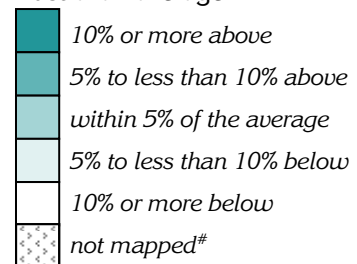 10% or more above
5% to less than 10% above
within 5% of the average
5% to less than 10% below
10% or more below
not mapped#